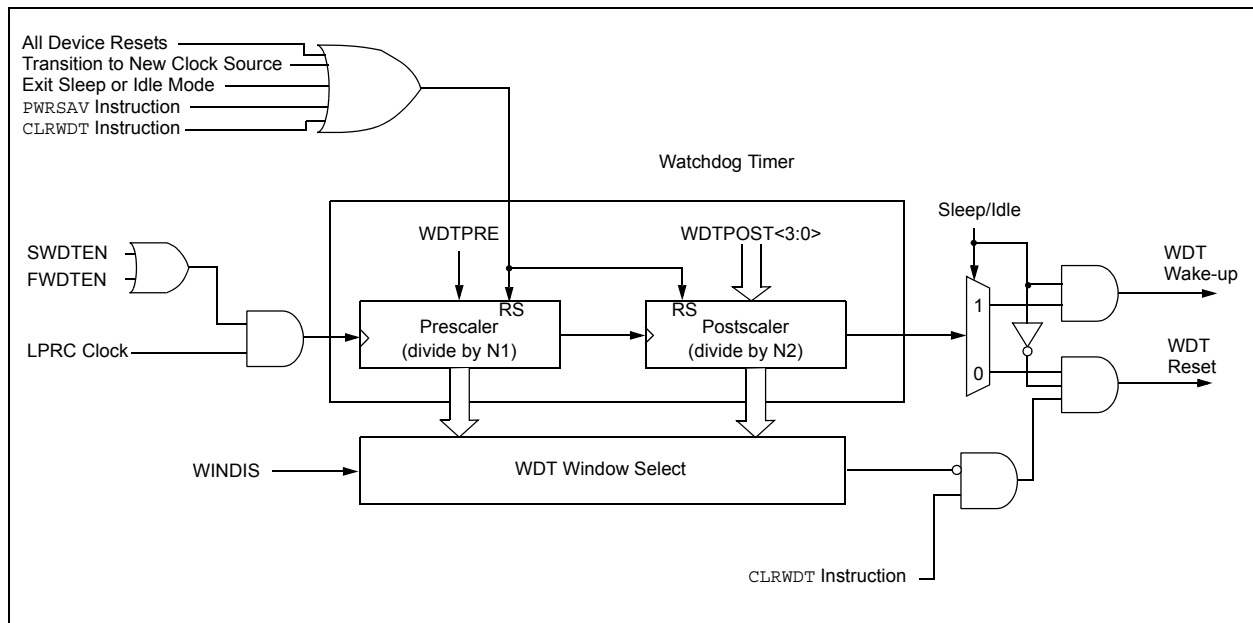 All Device Resets
Transition to New Clock Source
Exit Sleep or Idle Mode
PWRSAV Instruction
CLRWDT Instruction
Watchdog Timer
Sleep/Idle
WDTPRE
WDTPOST<3:0>
SWDTEN
FWDTEN
WDT
Wake-up
RS
RS
1
Prescaler
(divide by N1)
Postscaler
(divide by N2)
LPRC Clock
WDT
Reset
0
WINDIS
WDT Window Select
CLRWDT Instruction